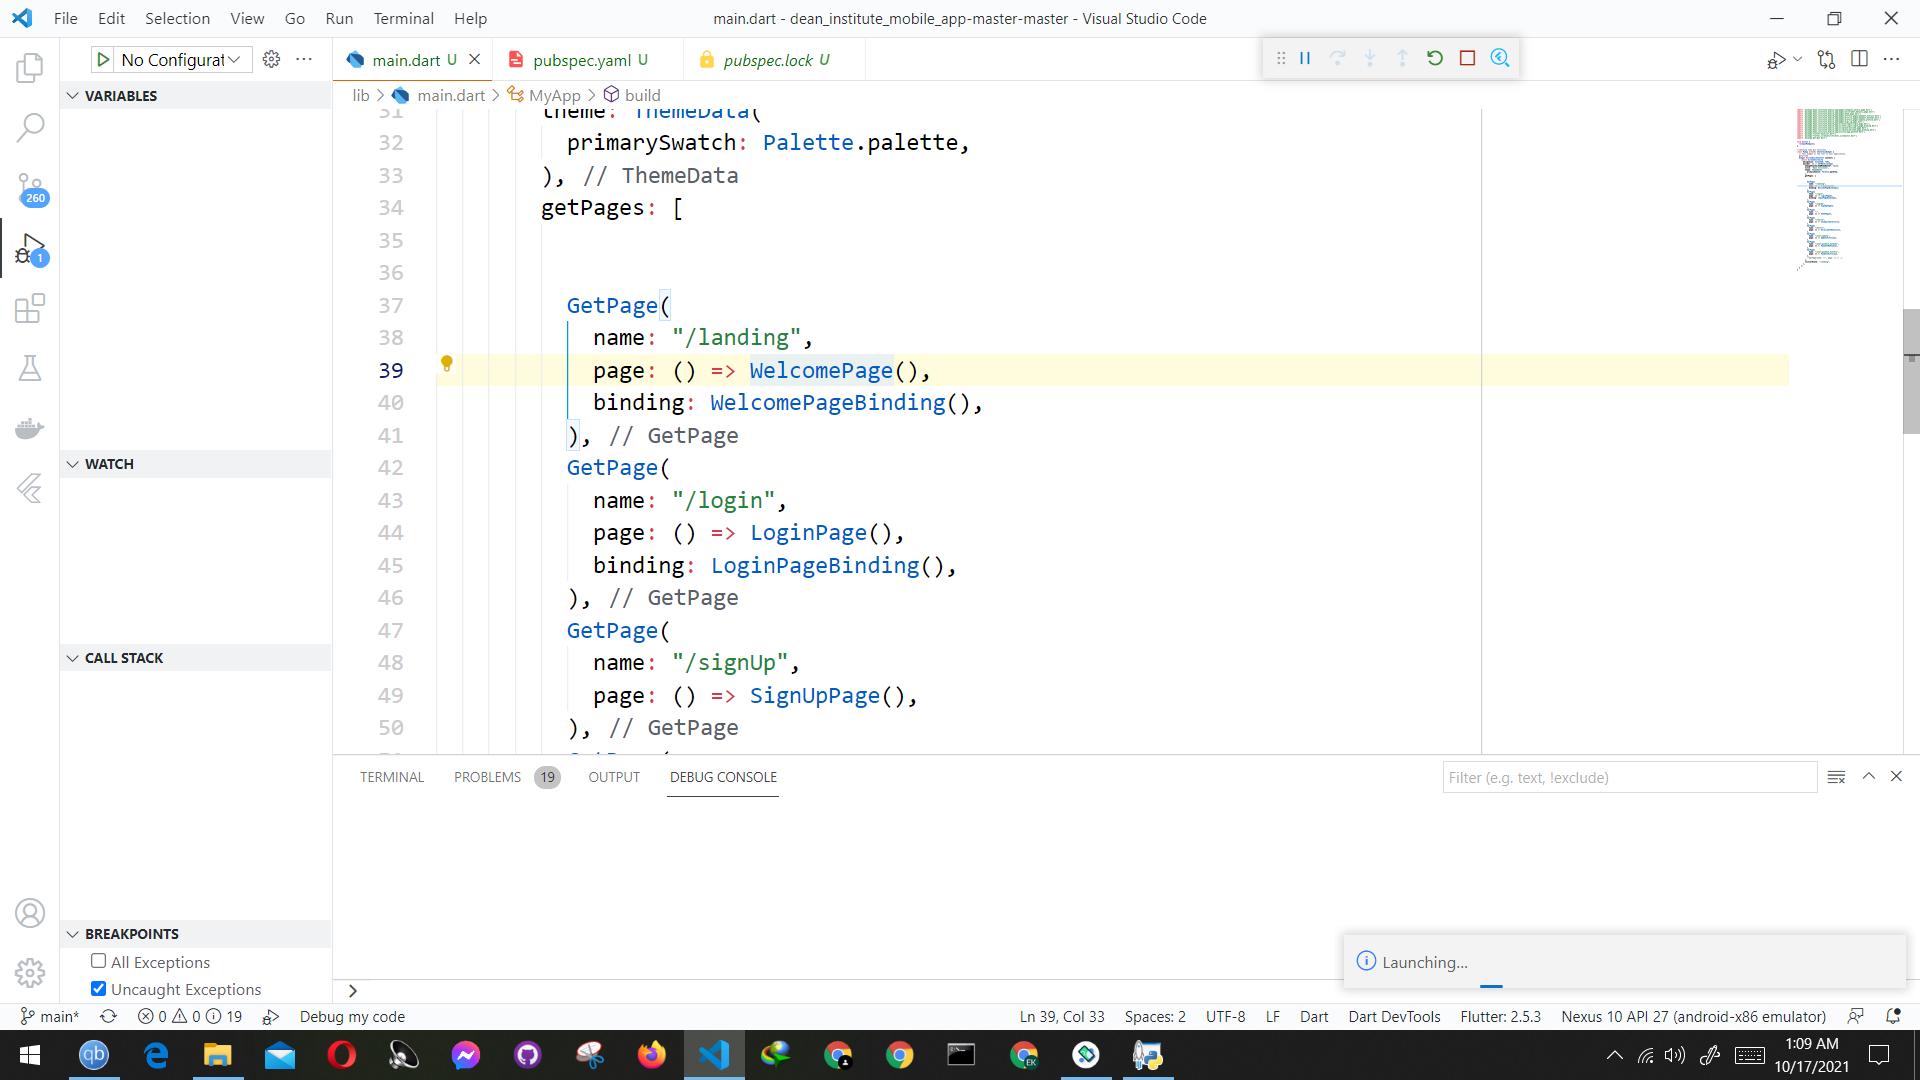 File Edit Selection View Go Run Terminal Help
main.dart - dean_institute_mobile_app-master-master - Visual Studio Code
No Configurat
main.dart U
pubspec.yaml U
pubspec.lock U
VARIABLES
lib > main.dart > MyApp > build
31 theme: ThemeData(
32 primarySwatch: Palette.palette,
33 ), // ThemeData
34 getPages: [
35
36
37 GetPage(
38 name: "/landing",
39 page: () => WelcomePage(),
40 binding: WelcomePageBinding(),
41 ), // GetPage
42 GetPage(
43 name: "/login",
44 page: () => LoginPage(),
45 binding: LoginPageBinding(),
46 ), // GetPage
47 GetPage(
48 name: "/signUp",
49 page: () => SignUpPage(),
50 ), // GetPage
260
1
WATCH
CALL STACK
BREAKPOINTS
All Exceptions
Uncaught Exceptions
TERMINAL PROBLEMS 19 OUTPUT DEBUG CONSOLE
Filter (e.g. text, !exclude)
Launching...
main* 0 0 19 Debug my code
Ln 39, Col 33 Spaces: 2 UTF-8 LF Dart Dart DevTools Flutter: 2.5.3 Nexus 10 API 27 (android-x86 emulator)
qb
EK
1:09 AM
10/17/2021